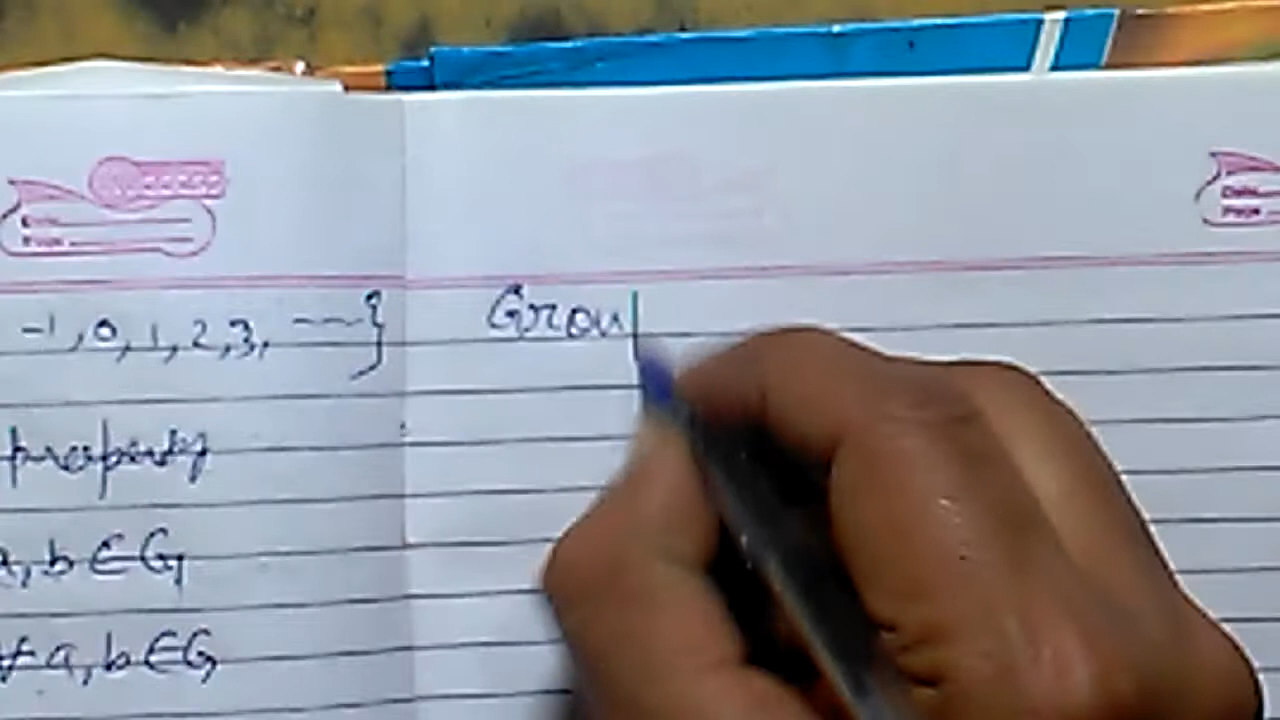 -1, 0, 1, 2, 3, ----}
property
a, b ∈ G
∀ a, b ∈ G
Grou